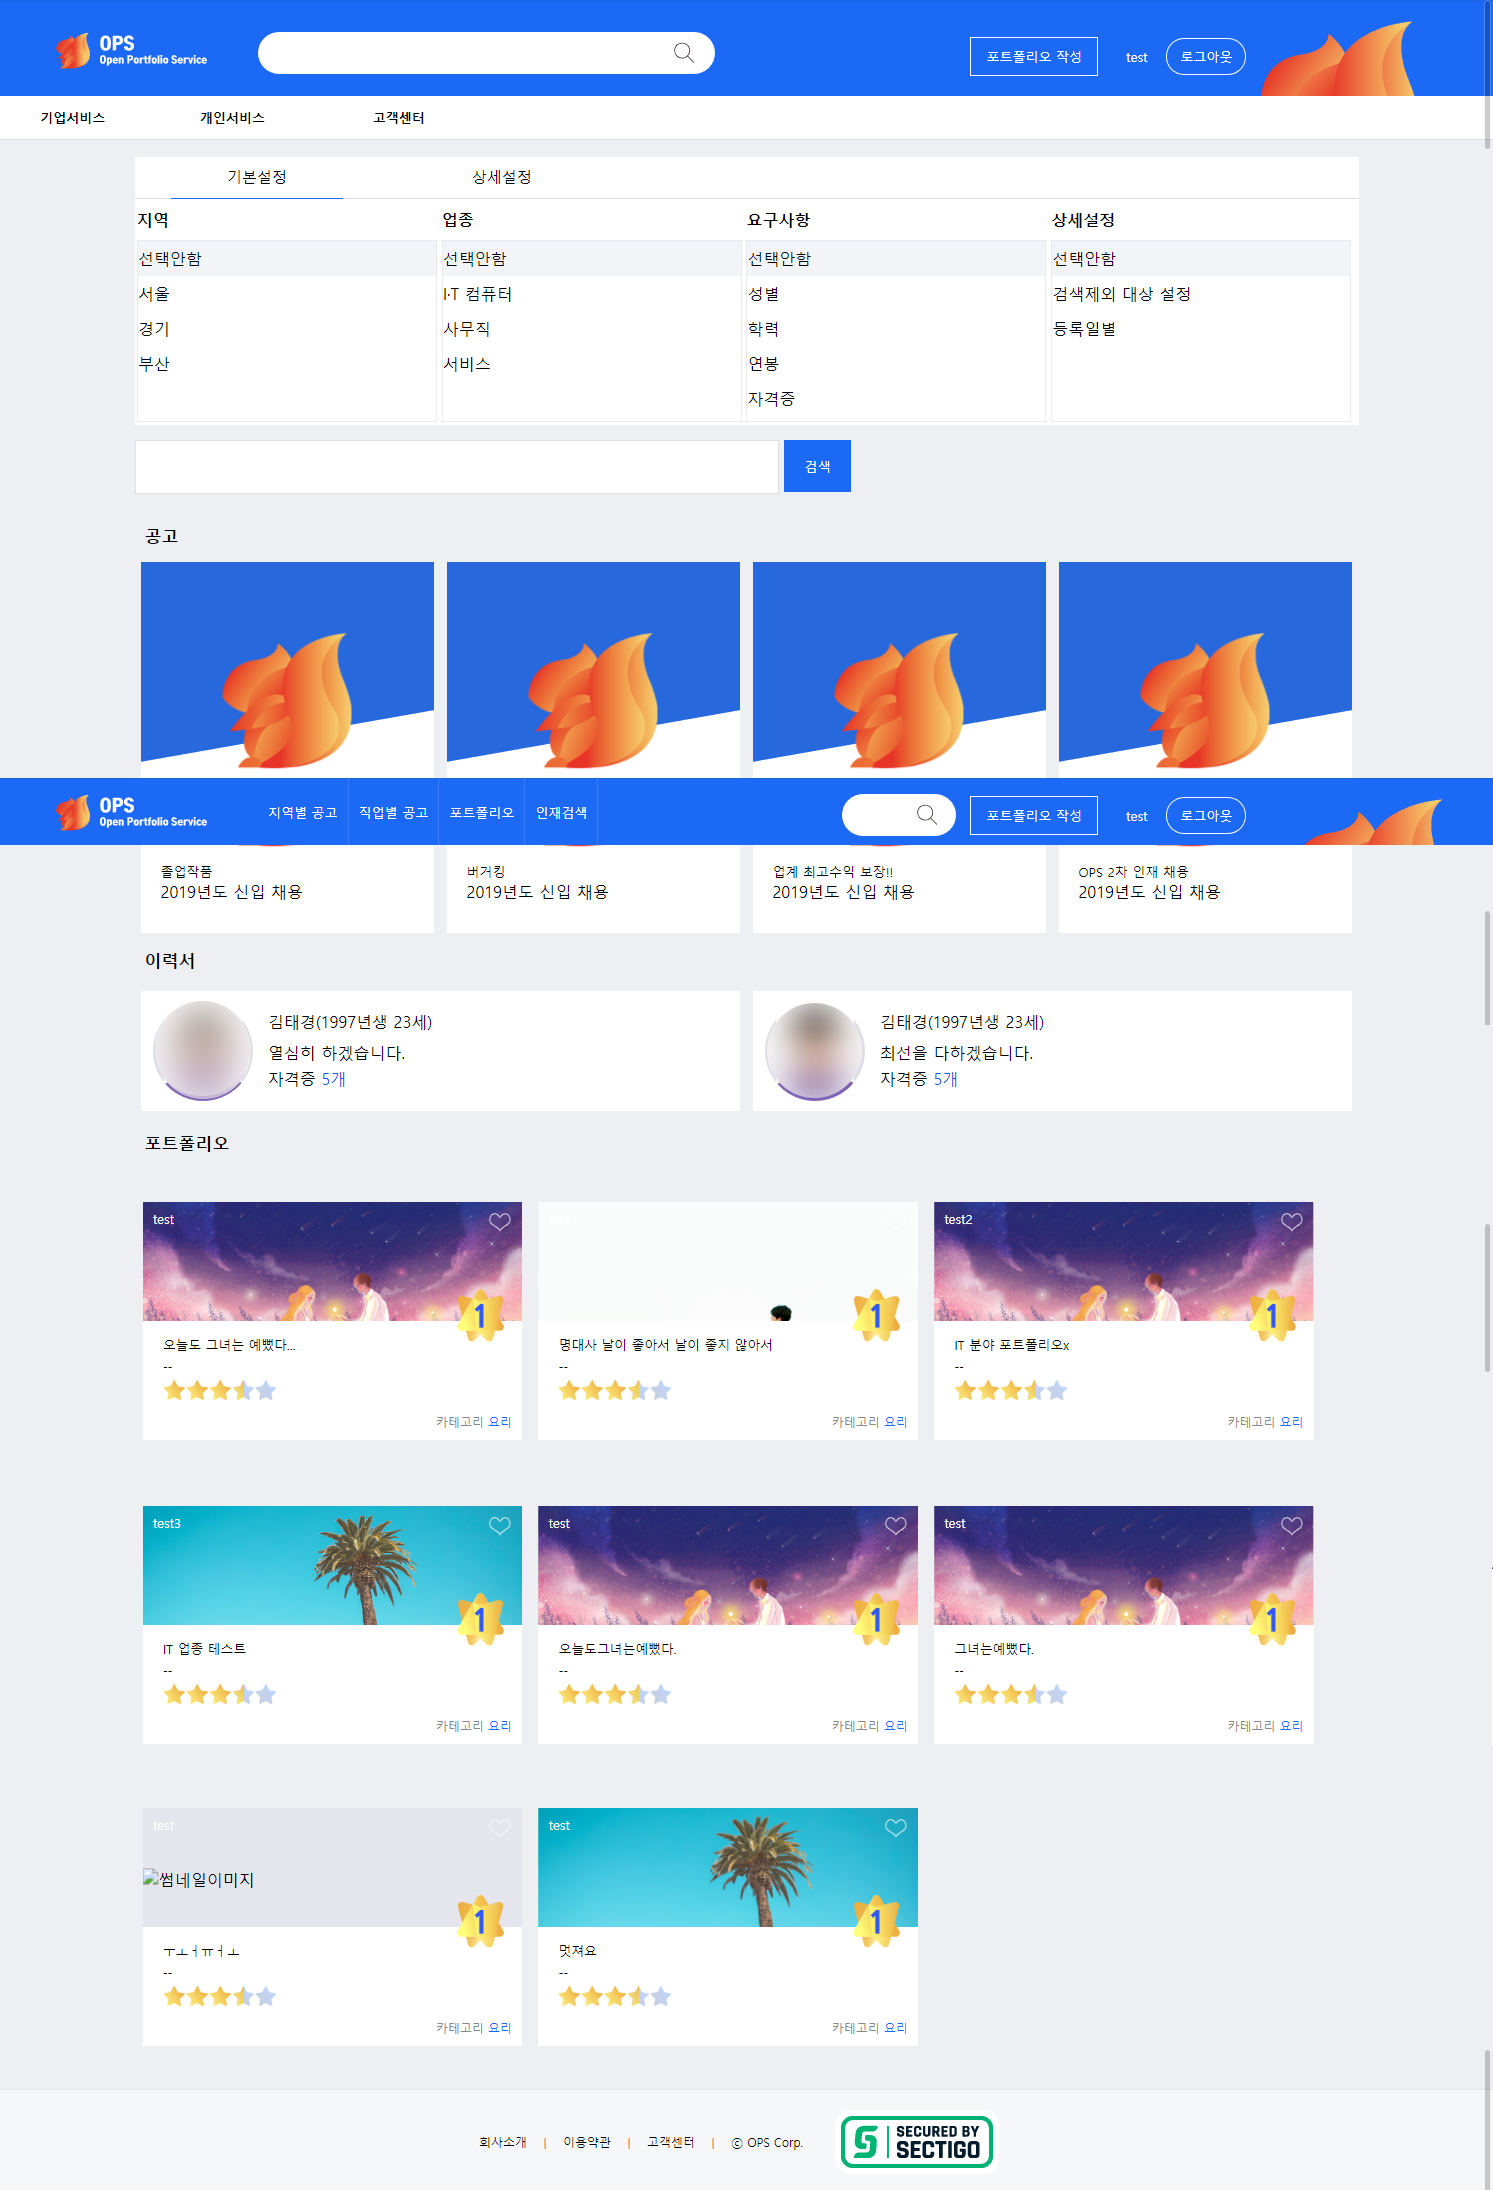 OPS
Open Portfolio Service
포트폴리오 작성
test
로그아웃
기업서비스
개인서비스
고객센터
기본설정
상세설정
지역
업종
요구사항
상세설정
선택안함
선택안함
선택안함
선택안함
서울
I·T 컴퓨터
성별
검색제외 대상 설정
경기
사무직
학력
등록일별
부산
서비스
연봉
자격증
검색
공고
OPS
Open Portfolio Service
지역별 공고
직업별 공고
포트폴리오
인재검색
포트폴리오 작성
test
로그아웃
졸업작품
2019년도 신입 채용
버거킹
2019년도 신입 채용
업계 최고수익 보장!!
2019년도 신입 채용
OPS 2차 인재 채용
2019년도 신입 채용
이력서
김태경(1997년생 23세)
열심히 하겠습니다.
자격증 5개
김태경(1997년생 23세)
최선을 다하겠습니다.
자격증 5개
포트폴리오
test
1
오늘도 그녀는 예뻤다...
--
카테고리 요리
1
명대사 날이 좋아서 날이 좋지 않아서
--
카테고리 요리
test2
1
IT 분야 포트폴리오x
--
카테고리 요리
test3
1
IT 업종 테스트
--
카테고리 요리
test
1
오늘도그녀는예뻤다.
--
카테고리 요리
test
1
그녀는예뻤다.
--
카테고리 요리
test
썸네일이미지
1
ㅜㅗㅓㅠㅓㅗ
--
카테고리 요리
test
1
멋져요
--
카테고리 요리
회사소개 | 이용약관 | 고객센터 | ⓒ OPS Corp.
SECURED BY
SECTIGO